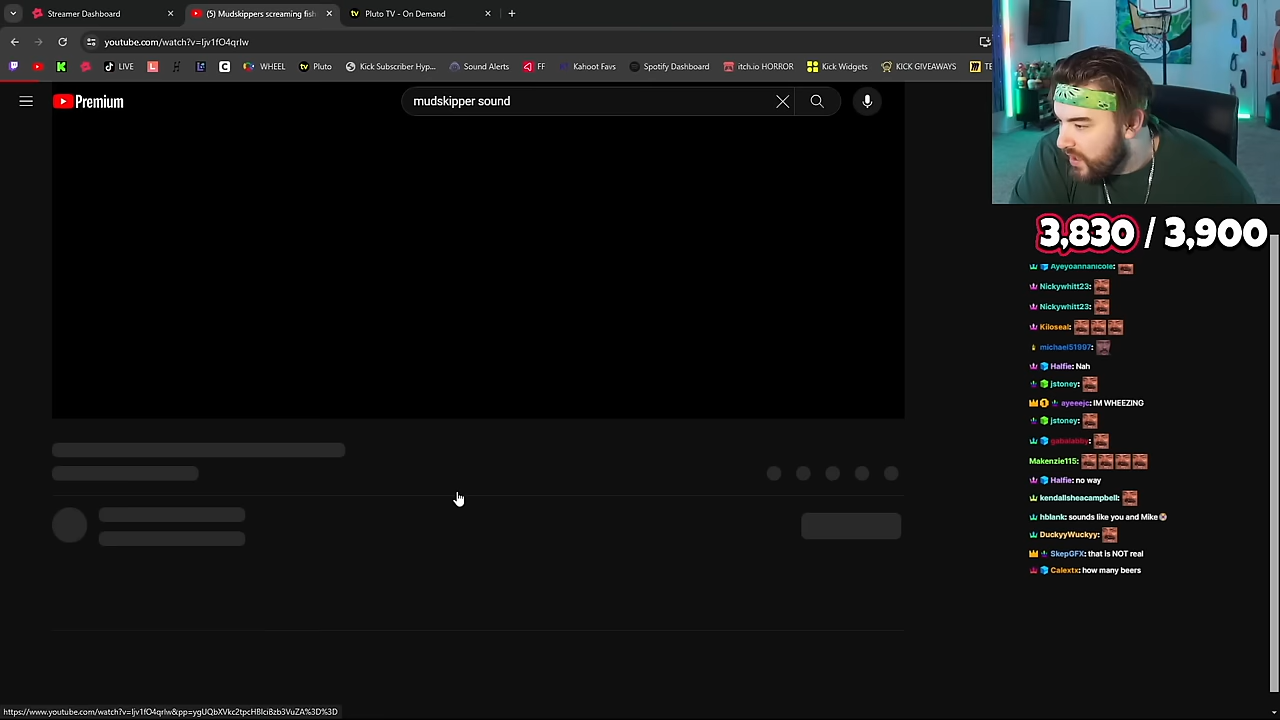 Streamer Dashboard
(5) Mudskippers screaming fish
Pluto TV - On Demand
youtube.com/watch?v=Ijv1fO4qrIw
LIVE
WHEEL
Pluto
Kick Subscriber Hyp...
Sound Alerts
FF
Kahoot Favs
Spotify Dashboard
itch.io HORROR
Kick Widgets
KICK GIVEAWAYS
Premium
mudskipper sound
3,830 / 3,900
Ayeyoannanicole:
Nickywhitt23:
Nickywhitt23:
Kiloseal:
michael51997:
Halfie: Nah
jstoney:
ayeeejc: IM WHEEZING
jstoney:
gabalabby:
Makenzie115:
Halfie: no way
kendallsheacampbell:
hblank: sounds like you and Mike
DuckyyWuckyy:
SkepGFX: that is NOT real
Calextx: how many beers